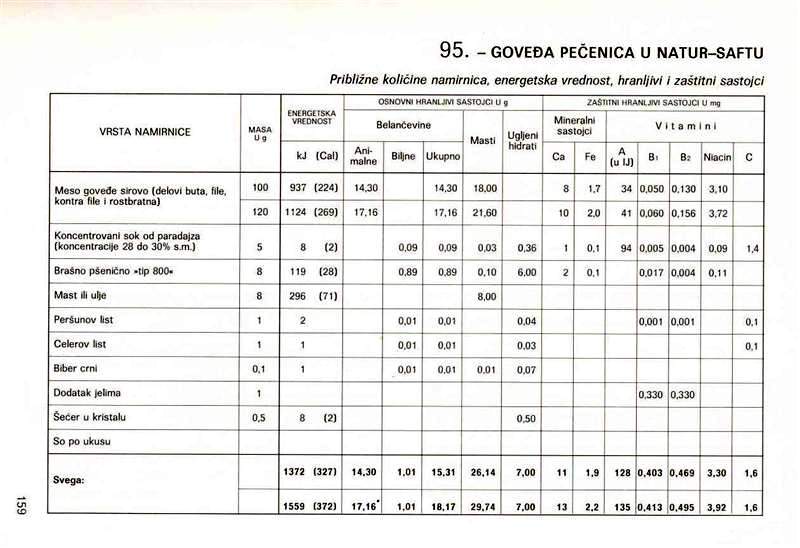 95. – GOVEĐA PEČENICA U NATUR–SAFTU
Približne količine namirnica, energetska vrednost, hranljivi i zaštitni sastojci
VRSTA NAMIRNICE MASA U g ENERGETSKA VREDNOST OSNOVNI HRANLJIVI SASTOJCI U g ZAŠTITNI HRANLJIVI SASTOJCI U mg
Belančevine Masti Ugljeni hidrati Mineralni sastojci Vitamini
kJ (Cal) Ani-malne Biljne Ukupno Ca Fe A (u IJ) B1 B2 Niacin C
Meso goveđe sirovo (delovi buta, file, 100 937 (224) 14,30 14,30 18,00 8 1,7 34 0,050 0,130 3,10
kontra file i rostbratna) 120 1124 (269) 17,16 17,16 21,60 10 2,0 41 0,060 0,156 3,72
Koncentrovani sok od paradajza
(koncentracije 28 do 30% s.m.) 5 8 (2) 0,09 0,09 0,03 0,36 1 0,1 94 0,005 0,004 0,09 1,4
Brašno pšenično »tip 800« 8 119 (28) 0,89 0,89 0,10 6,00 2 0,1 0,017 0,004 0,11
Mast ili ulje 8 296 (71) 8,00
Peršunov list 1 2 0,01 0,01 0,04 0,001 0,001 0,1
Celerov list 1 1 0,01 0,01 0,03 0,1
Biber crni 0,1 1 0,01 0,01 0,01 0,07
Dodatak jelima 1 0,330 0,330
Šećer u kristalu 0,5 8 (2) 0,50
So po ukusu
Svega: 1372 (327) 14,30 1,01 15,31 26,14 7,00 11 1,9 128 0,403 0,469 3,30 1,6
1559 (372) 17,16 1,01 18,17 29,74 7,00 13 2,2 135 0,413 0,495 3,92 1,6
159